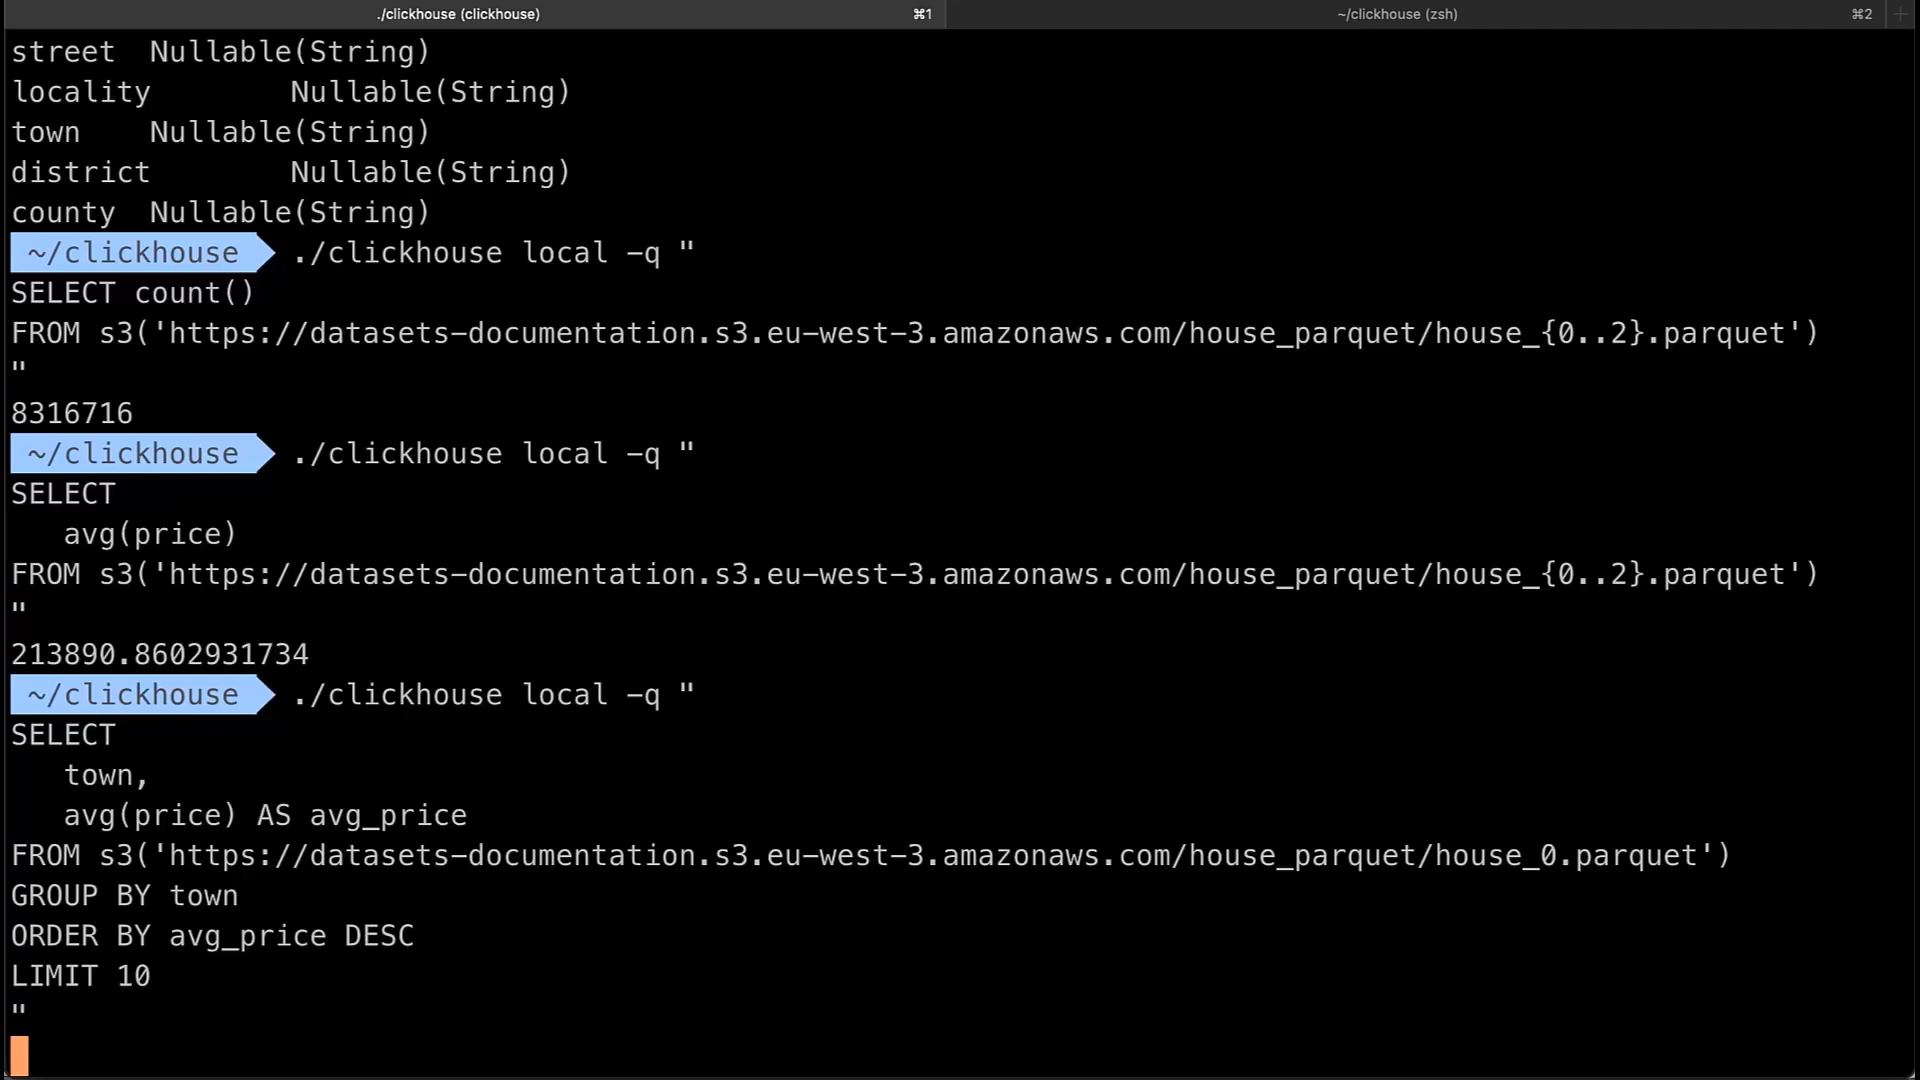 ./clickhouse (clickhouse) ⌘1 ~/clickhouse (zsh) ⌘2 +
street Nullable(String)
locality Nullable(String)
town Nullable(String)
district Nullable(String)
county Nullable(String)
~/clickhouse ./clickhouse local -q "
SELECT count()
FROM s3('https://datasets-documentation.s3.eu-west-3.amazonaws.com/house_parquet/house_{0..2}.parquet')
"
8316716
~/clickhouse ./clickhouse local -q "
SELECT
avg(price)
FROM s3('https://datasets-documentation.s3.eu-west-3.amazonaws.com/house_parquet/house_{0..2}.parquet')
"
213890.8602931734
~/clickhouse ./clickhouse local -q "
SELECT
town,
avg(price) AS avg_price
FROM s3('https://datasets-documentation.s3.eu-west-3.amazonaws.com/house_parquet/house_0.parquet')
GROUP BY town
ORDER BY avg_price DESC
LIMIT 10
"